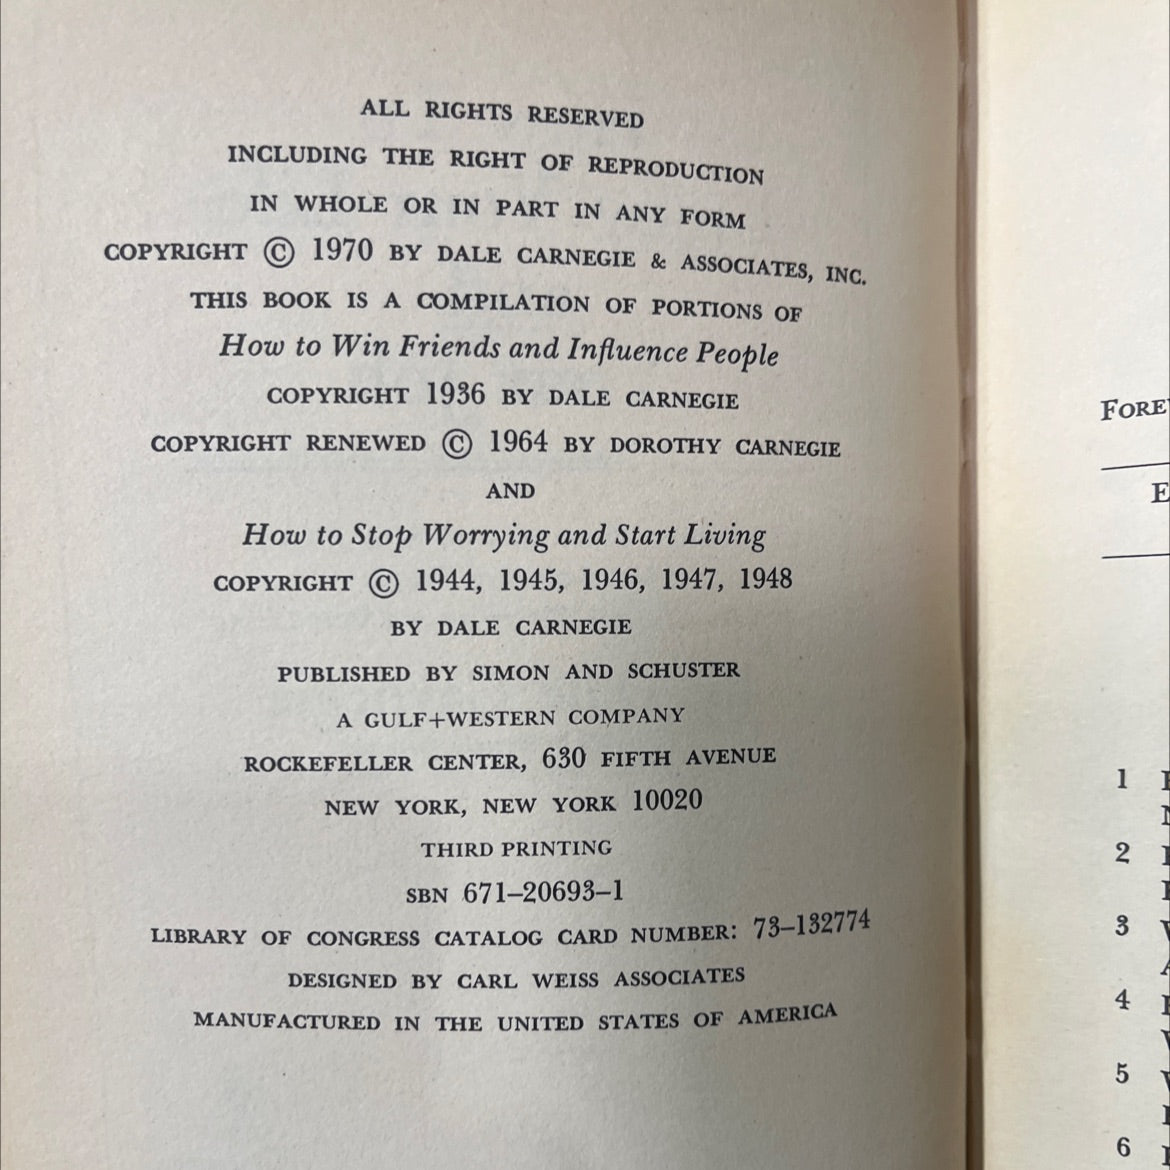 ALL RIGHTS RESERVED
INCLUDING THE RIGHT OF REPRODUCTION
IN WHOLE OR IN PART IN ANY FORM
COPYRIGHT © 1970 BY DALE CARNEGIE & ASSOCIATES, INC.
THIS BOOK IS A COMPILATION OF PORTIONS OF
How to Win Friends and Influence People
COPYRIGHT 1936 BY DALE CARNEGIE
COPYRIGHT RENEWED © 1964 BY DOROTHY CARNEGIE
AND
How to Stop Worrying and Start Living
COPYRIGHT © 1944, 1945, 1946, 1947, 1948
BY DALE CARNEGIE
PUBLISHED BY SIMON AND SCHUSTER
A GULF+WESTERN COMPANY
ROCKEFELLER CENTER, 630 FIFTH AVENUE
NEW YORK, NEW YORK 10020
THIRD PRINTING
SBN 671–20693–1
LIBRARY OF CONGRESS CATALOG CARD NUMBER: 73–132774
DESIGNED BY CARL WEISS ASSOCIATES
MANUFACTURED IN THE UNITED STATES OF AMERICA
1
2
3
4
5
6